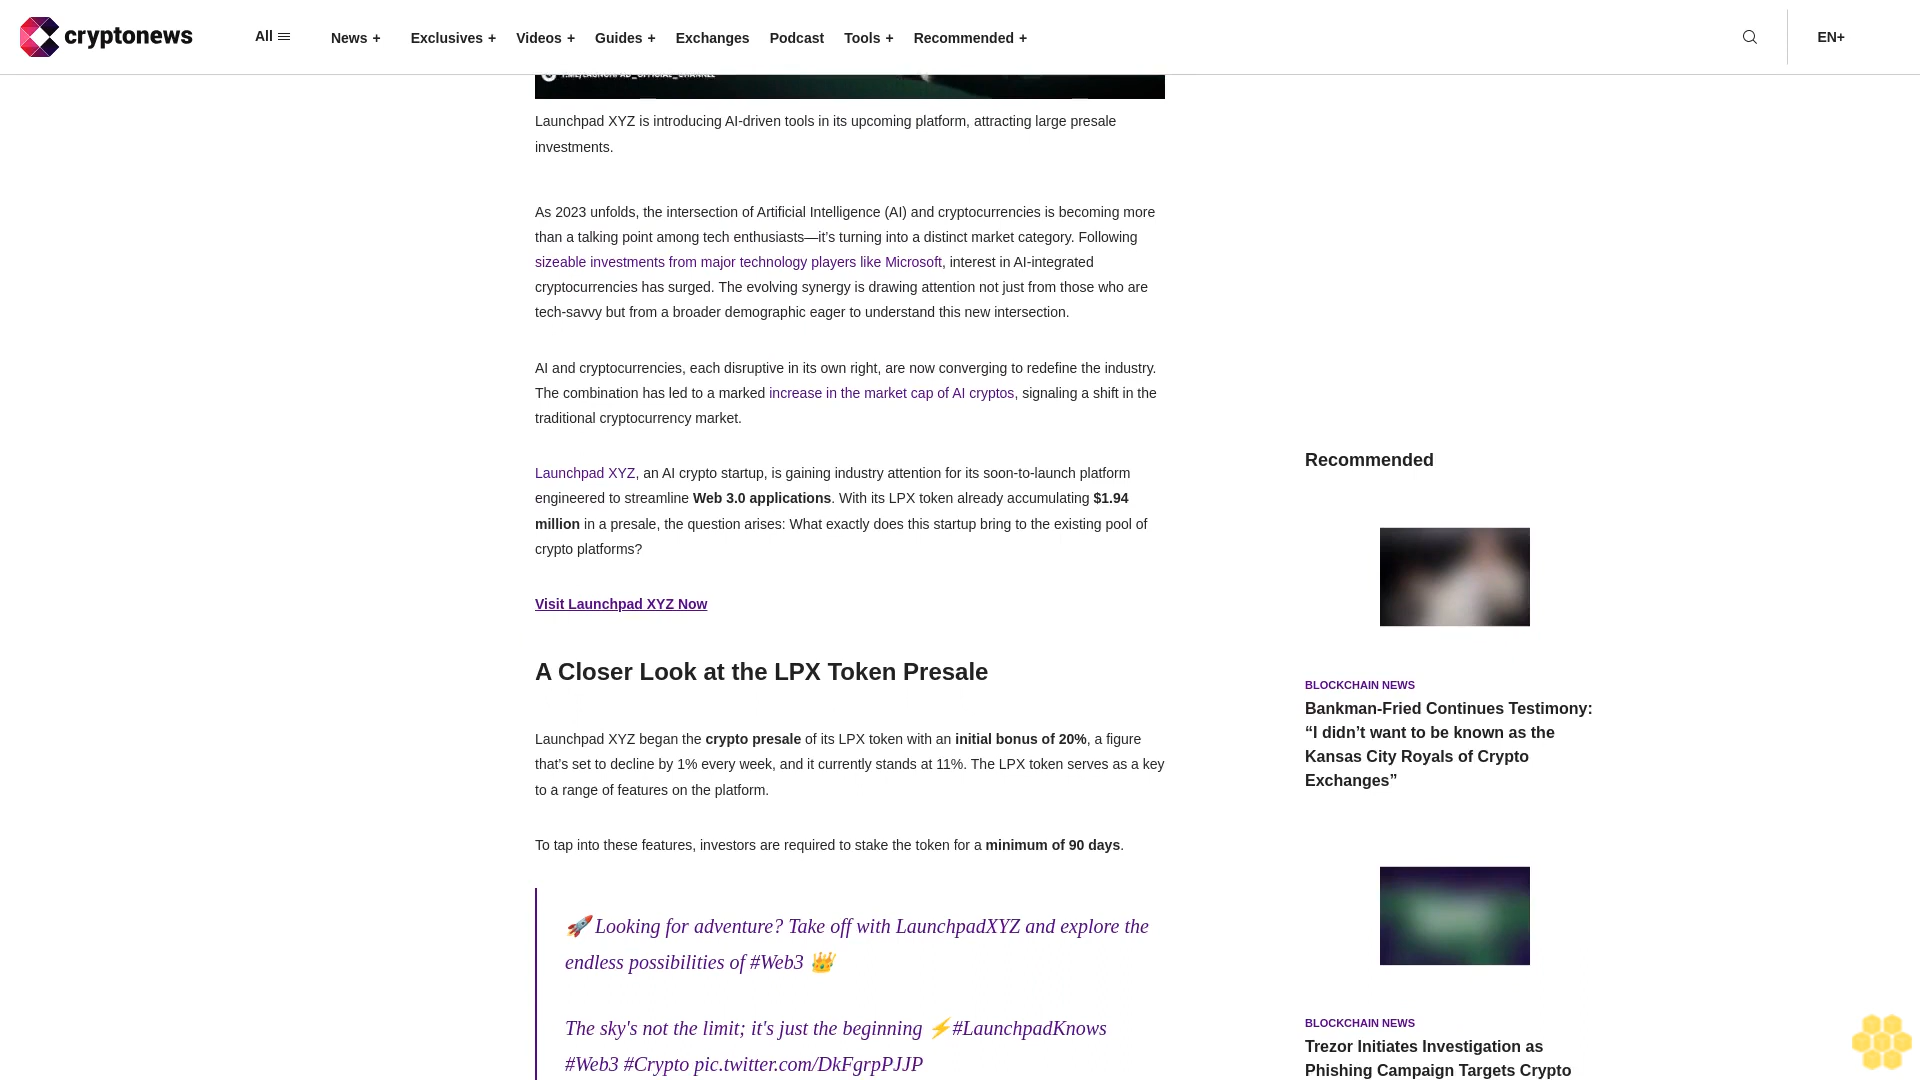 cryptonews
All
News +
Exclusives +
Videos +
Guides +
Exchanges
Podcast
Tools +
Recommended +
EN+
T.ME/LAUNCHPAD_OFFICIAL_CHANNEL
Launchpad XYZ is introducing AI-driven tools in its upcoming platform, attracting large presale
investments.
As 2023 unfolds, the intersection of Artificial Intelligence (AI) and cryptocurrencies is becoming more
than a talking point among tech enthusiasts—it’s turning into a distinct market category. Following
sizeable investments from major technology players like Microsoft, interest in AI-integrated
cryptocurrencies has surged. The evolving synergy is drawing attention not just from those who are
tech-savvy but from a broader demographic eager to understand this new intersection.
AI and cryptocurrencies, each disruptive in its own right, are now converging to redefine the industry.
The combination has led to a marked increase in the market cap of AI cryptos, signaling a shift in the
traditional cryptocurrency market.
Launchpad XYZ, an AI crypto startup, is gaining industry attention for its soon-to-launch platform
engineered to streamline Web 3.0 applications. With its LPX token already accumulating $1.94
million in a presale, the question arises: What exactly does this startup bring to the existing pool of
crypto platforms?
Visit Launchpad XYZ Now
A Closer Look at the LPX Token Presale
Launchpad XYZ began the crypto presale of its LPX token with an initial bonus of 20%, a figure
that’s set to decline by 1% every week, and it currently stands at 11%. The LPX token serves as a key
to a range of features on the platform.
To tap into these features, investors are required to stake the token for a minimum of 90 days.
🚀 Looking for adventure? Take off with LaunchpadXYZ and explore the
endless possibilities of #Web3 👑
The sky's not the limit; it's just the beginning ⚡#LaunchpadKnows
#Web3 #Crypto pic.twitter.com/DkFgrpPJJP
Recommended
BLOCKCHAIN NEWS
Bankman-Fried Continues Testimony:
“I didn’t want to be known as the
Kansas City Royals of Crypto
Exchanges”
BLOCKCHAIN NEWS
Trezor Initiates Investigation as
Phishing Campaign Targets Crypto